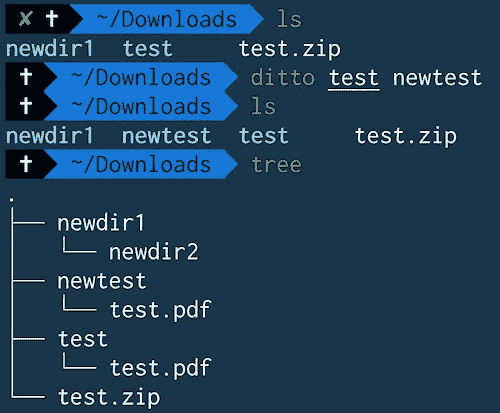 ✘ ✝ ~/Downloads ls
newdir1 test test.zip
✝ ~/Downloads ditto test newtest
✝ ~/Downloads ls
newdir1 newtest test test.zip
✝ ~/Downloads tree
.
├── newdir1
│   └── newdir2
├── newtest
│   └── test.pdf
├── test
│   └── test.pdf
└── test.zip